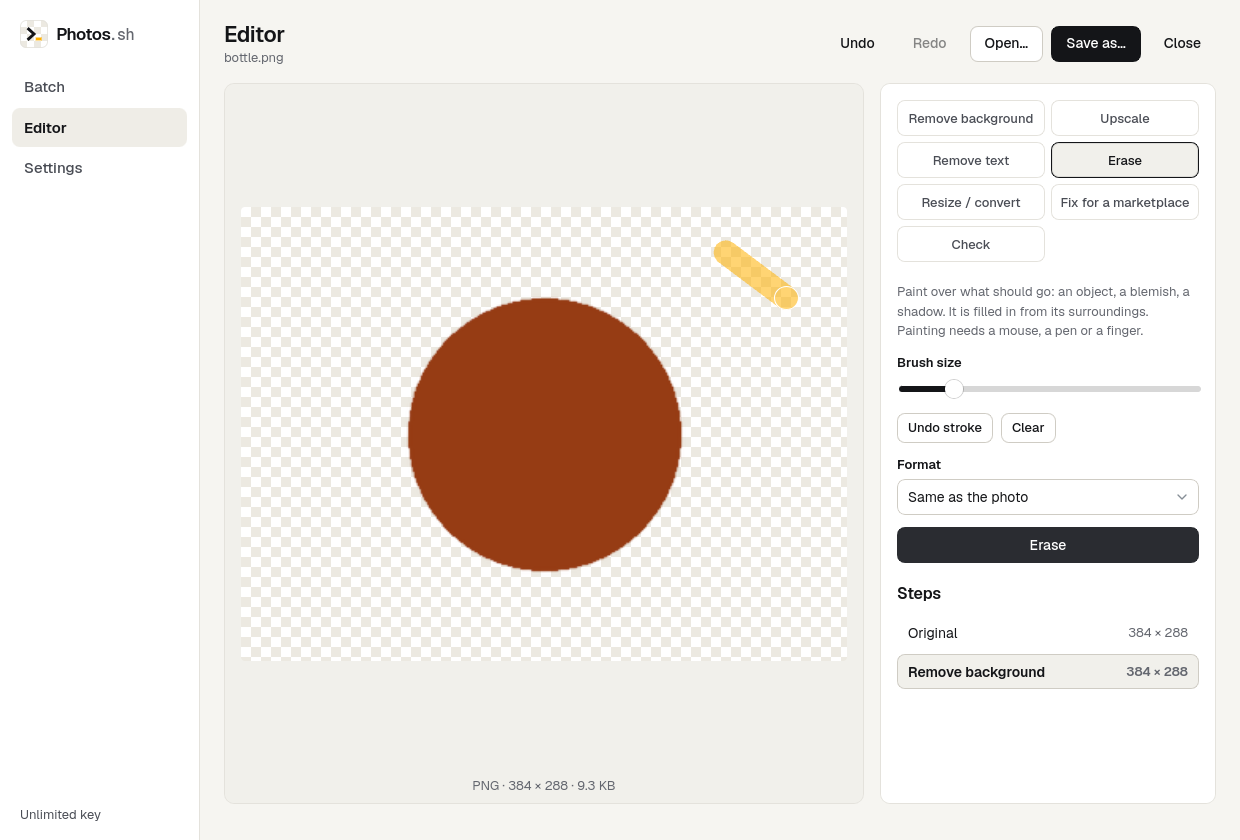 Photos.sh
Batch
Editor
Settings
Unlimited key
Editor
bottle.png
Undo
Redo
Open…
Save as…
Close
PNG · 384 × 288 · 9.3 KB
Remove background
Upscale
Remove text
Erase
Resize / convert
Fix for a marketplace
Check
Paint over what should go: an object, a blemish, a
shadow. It is filled in from its surroundings.
Painting needs a mouse, a pen or a finger.
Brush size
Undo stroke
Clear
Format
Same as the photo
Erase
Steps
Original 384 × 288
Remove background 384 × 288